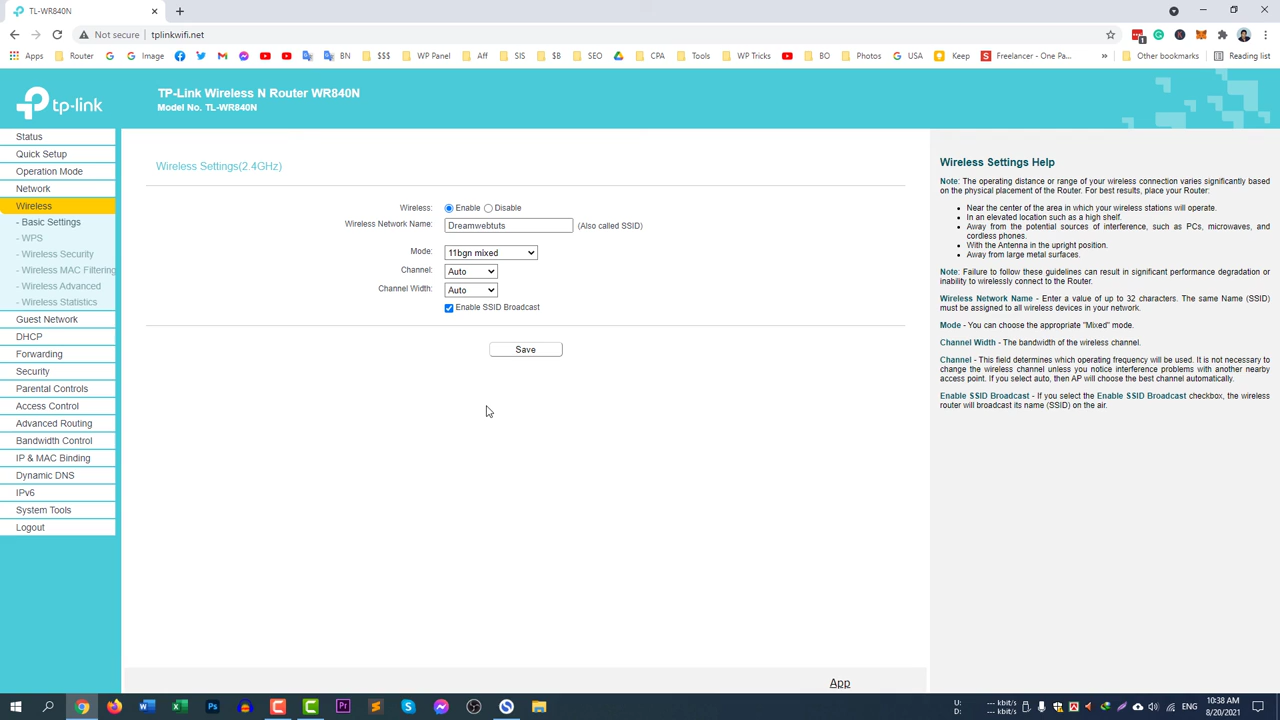 TL-WR840N
Not secure
tplinkwifi.net
Apps
Router
Image
BN
$$$
WP Panel
Aff
SIS
$B
SEO
CPA
Tools
WP Tricks
BO
Photos
USA
Keep
Freelancer - One Pa...
»
Other bookmarks
Reading list
tp-link
TP-Link Wireless N Router WR840N
Model No. TL-WR840N
Status
Quick Setup
Operation Mode
Network
Wireless
- Basic Settings
- WPS
- Wireless Security
- Wireless MAC Filtering
- Wireless Advanced
- Wireless Statistics
Guest Network
DHCP
Forwarding
Security
Parental Controls
Access Control
Advanced Routing
Bandwidth Control
IP & MAC Binding
Dynamic DNS
IPv6
System Tools
Logout
Wireless Settings(2.4GHz)
Wireless: Enable Disable
Wireless Network Name: Dreamwebtuts (Also called SSID)
Mode: 11bgn mixed
Channel: Auto
Channel Width: Auto
Enable SSID Broadcast
Save
App
Wireless Settings Help
Note: The operating distance or range of your wireless connection varies significantly based
on the physical placement of the Router. For best results, place your Router:
Near the center of the area in which your wireless stations will operate.
In an elevated location such as a high shelf.
Away from the potential sources of interference, such as PCs, microwaves, and
cordless phones.
With the Antenna in the upright position.
Away from large metal surfaces.
Note: Failure to follow these guidelines can result in significant performance degradation or
inability to wirelessly connect to the Router.
Wireless Network Name - Enter a value of up to 32 characters. The same Name (SSID)
must be assigned to all wireless devices in your network.
Mode - You can choose the appropriate "Mixed" mode.
Channel Width - The bandwidth of the wireless channel.
Channel - This field determines which operating frequency will be used. It is not necessary to
change the wireless channel unless you notice interference problems with another nearby
access point. If you select auto, then AP will choose the best channel automatically.
Enable SSID Broadcast - If you select the Enable SSID Broadcast checkbox, the wireless
router will broadcast its name (SSID) on the air.
U: --- kbit/s
D: --- kbit/s
ENG
10:38 AM
8/20/2021